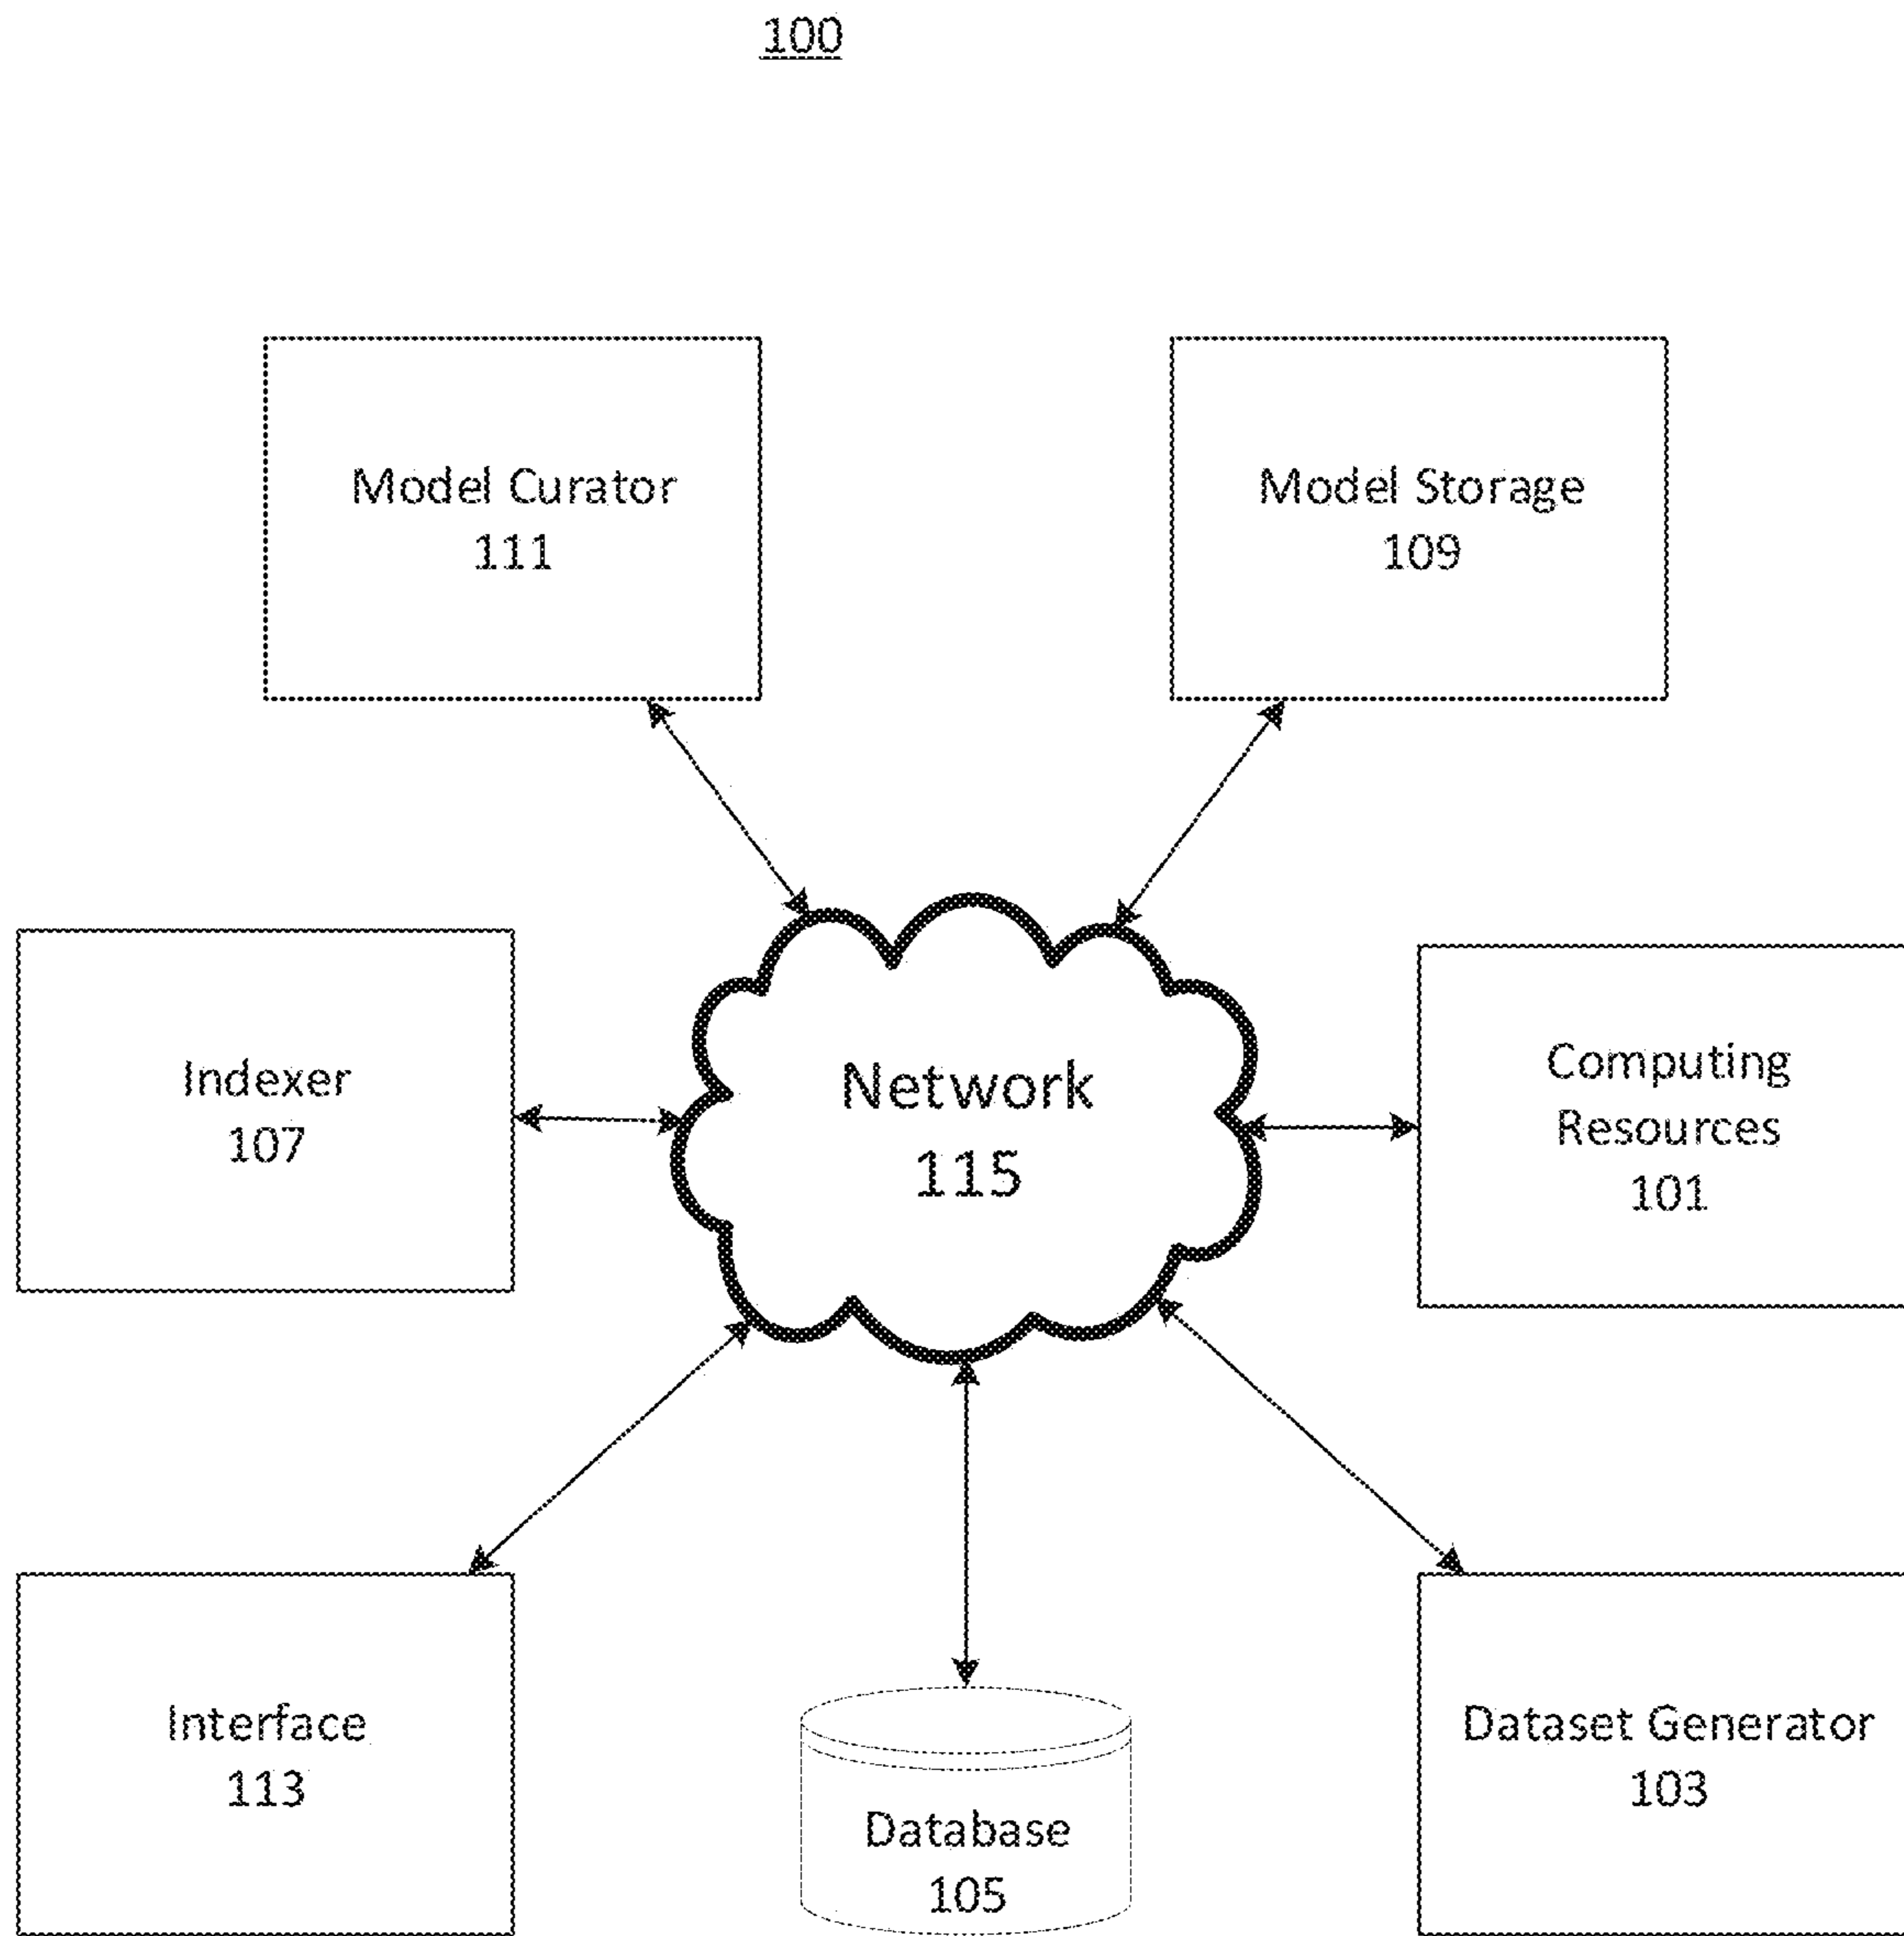 100
Model Curator
111
Model Storage
109
Indexer
107
Network
115
Computing
Resources
101
Interface
113
Database
105
Dataset Generator
103